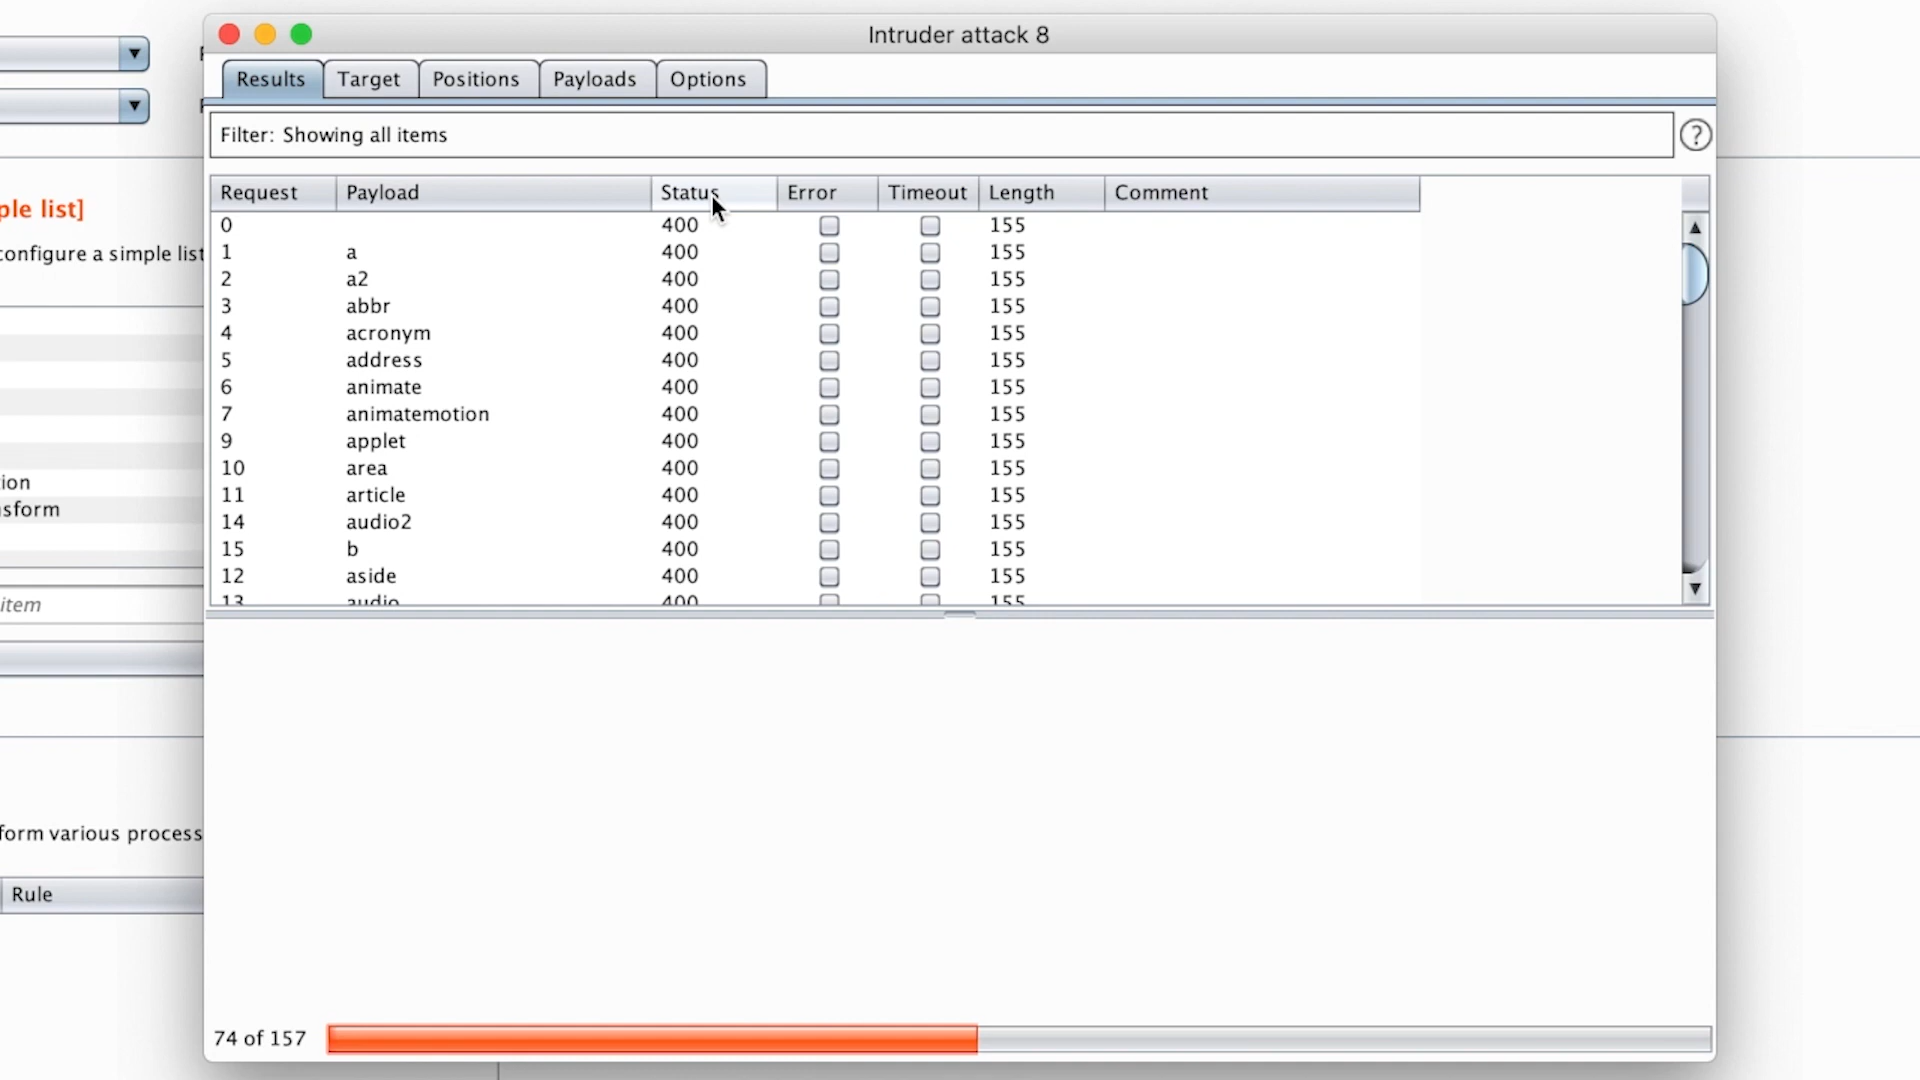 Intruder attack 8
Results Target Positions Payloads Options
Filter: Showing all items
?
Request Payload Status Error Timeout Length Comment
0 400 155
1 a 400 155
2 a2 400 155
3 abbr 400 155
4 acronym 400 155
5 address 400 155
6 animate 400 155
7 animatemotion 400 155
9 applet 400 155
10 area 400 155
11 article 400 155
14 audio2 400 155
15 b 400 155
12 aside 400 155
13 audio 400 155
74 of 157
ple list]
configure a simple list
ion
sform
item
form various process
Rule